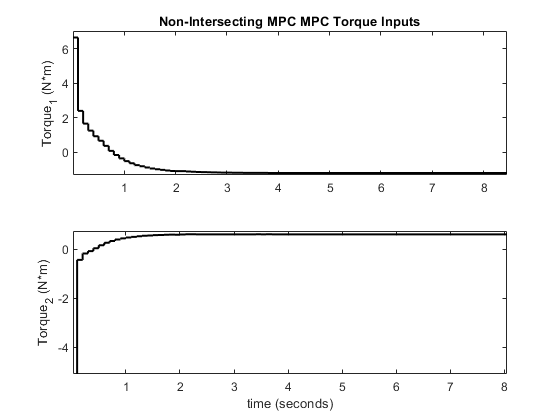 Non-Intersecting MPC MPC Torque Inputs
6
4
2
0
Torque1 (N*m)
1 2 3 4 5 6 7 8
0
-2
-4
Torque2 (N*m)
1 2 3 4 5 6 7 8
time (seconds)